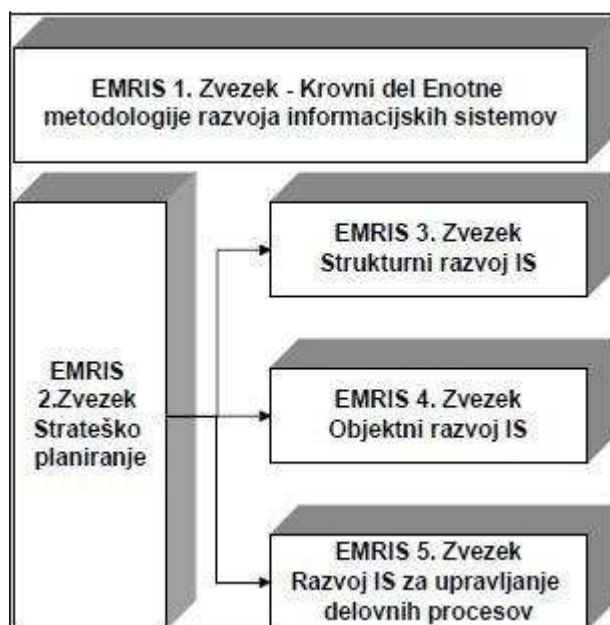 EMRIS 1. Zvezek - Krovni del Enotne
metodologije razvoja informacijskih sistemov
EMRIS
2.Zvezek
Strateško
planiranje
EMRIS 3. Zvezek
Strukturni razvoj IS
EMRIS 4. Zvezek
Objektni razvoj IS
EMRIS 5. Zvezek
Razvoj IS za upravljanje
delovnih procesov